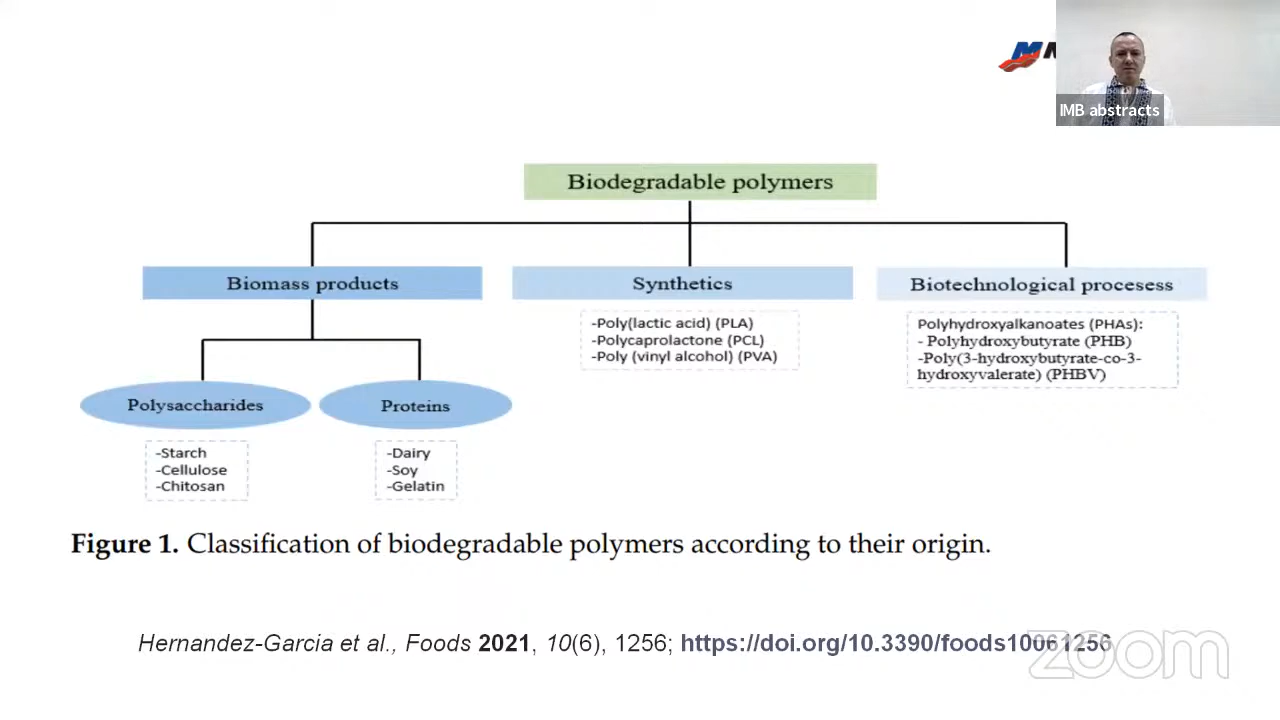 M
IMB abstracts
Biodegradable polymers
Biomass products
Synthetics
Biotechnological procesess
-Poly(lactic acid) (PLA)
-Polycaprolactone (PCL)
-Poly (vinyl alcohol) (PVA)
Polyhydroxyalkanoates (PHAs):
- Polyhydroxybutyrate (PHB)
-Poly(3-hydroxybutyrate-co-3-
hydroxyvalerate) (PHBV)
Polysaccharides
Proteins
-Starch
-Cellulose
-Chitosan
-Dairy
-Soy
-Gelatin
Figure 1. Classification of biodegradable polymers according to their origin.
Hernandez-Garcia et al., Foods 2021, 10(6), 1256; https://doi.org/10.3390/foods10061256
zoom